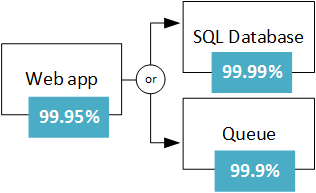 Web app
99.95%
or
SQL Database
99.99%
Queue
99.9%